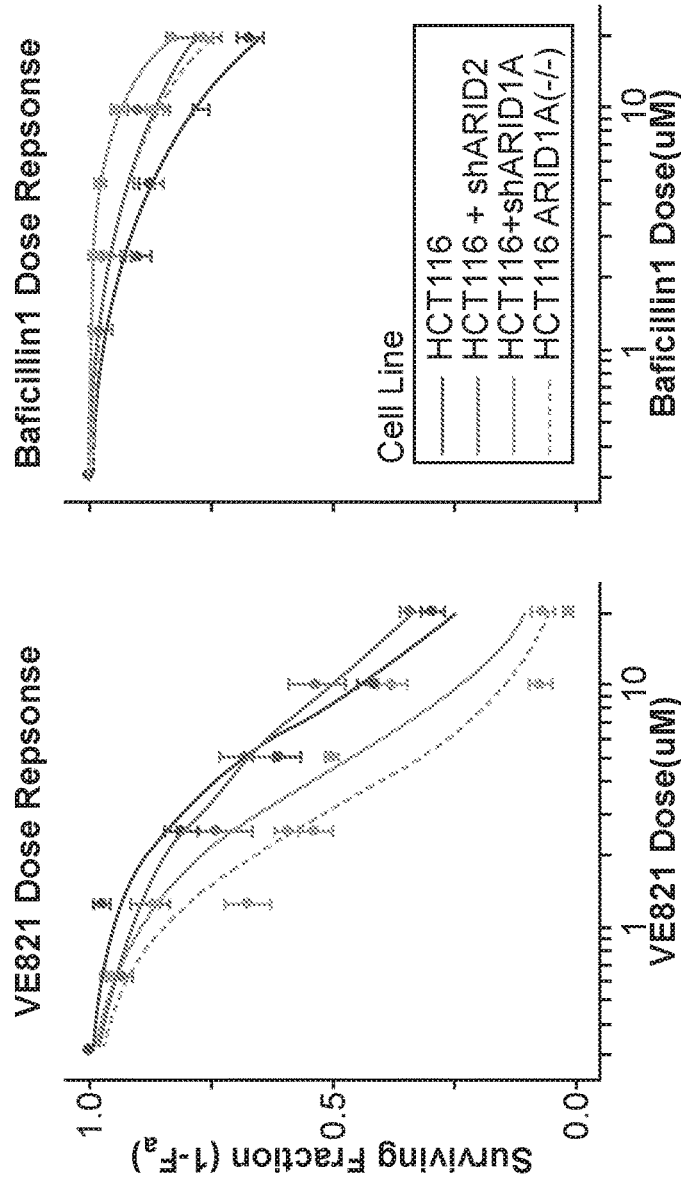 VE821 Dose Repsonse
Surviving Fraction (1-Fa)
1.0
0.5
0.0
1
10
VE821 Dose(uM)
Baficillin1 Dose Repsonse
Cell Line
HCT116
HCT116 + shARID2
HCT116+shARID1A
HCT116 ARID1A(-/-)
1
10
Baficillin1 Dose(uM)